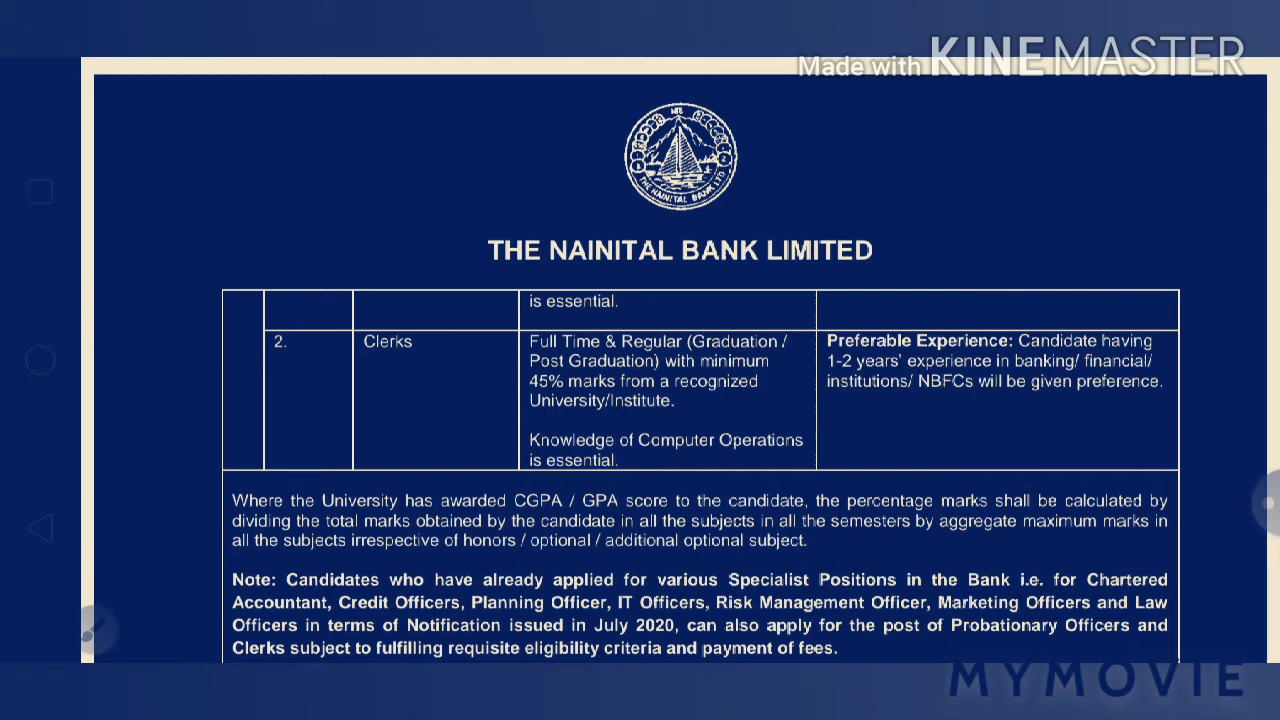 Made with KINEMASTER
THE NAINITAL BANK LTD
THE NAINITAL BANK LIMITED
is essential.
2. Clerks Full Time & Regular (Graduation / Preferable Experience: Candidate having
Post Graduation) with minimum 1-2 years' experience in banking/ financial/
45% marks from a recognized institutions/ NBFCs will be given preference.
University/Institute.
Knowledge of Computer Operations
is essential.
Where the University has awarded CGPA / GPA score to the candidate, the percentage marks shall be calculated by
dividing the total marks obtained by the candidate in all the subjects in all the semesters by aggregate maximum marks in
all the subjects irrespective of honors / optional / additional optional subject.
Note: Candidates who have already applied for various Specialist Positions in the Bank i.e. for Chartered
Accountant, Credit Officers, Planning Officer, IT Officers, Risk Management Officer, Marketing Officers and Law
Officers in terms of Notification issued in July 2020, can also apply for the post of Probationary Officers and
Clerks subject to fulfilling requisite eligibility criteria and payment of fees.
MYMOVIE